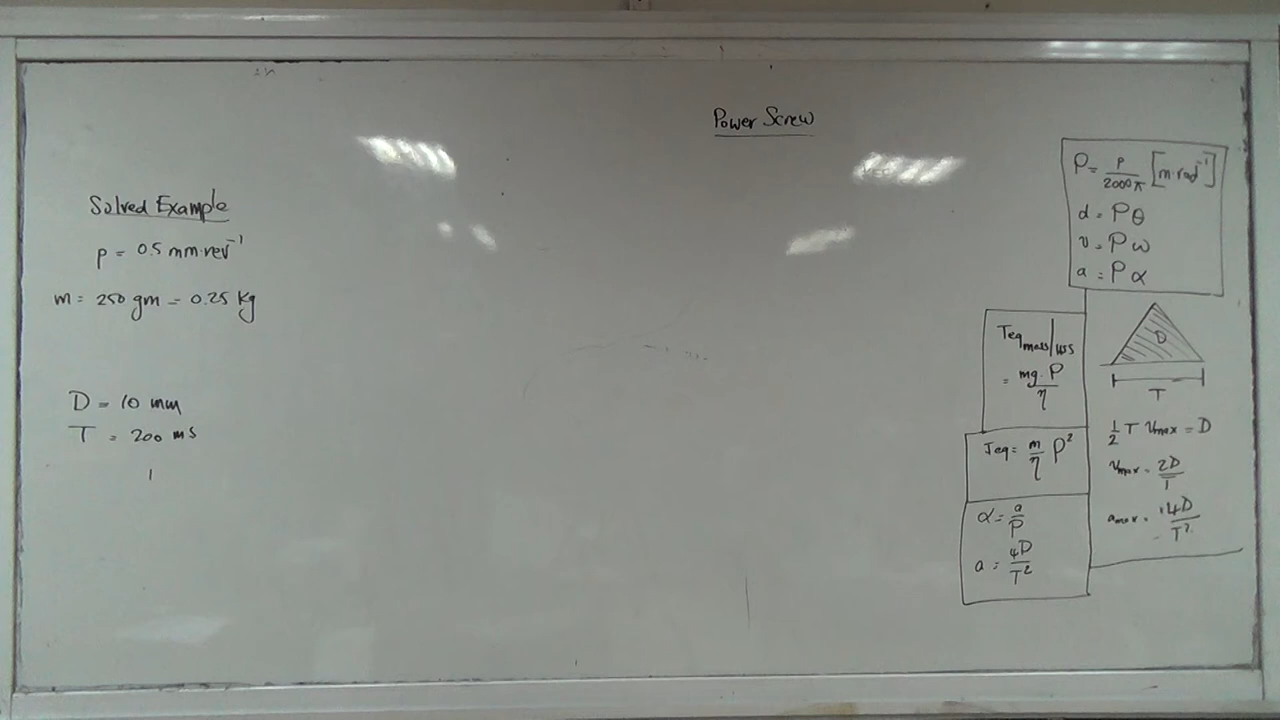 Power Screw
Solved Example
p = 0.5 mm·rev⁻¹
m = 250 gm = 0.25 Kg
D = 10 mm
T = 200 ms
P = p/2000π [m·rad⁻¹]
d = Pθ
v = Pω
a = Pα
D
T
½ T vmax = D
vmax = 2D/T
amax = 4D/T²
Teq mass
= mg·P/η
Jeq = m/η P²
α = a/P
a = 4D/T²